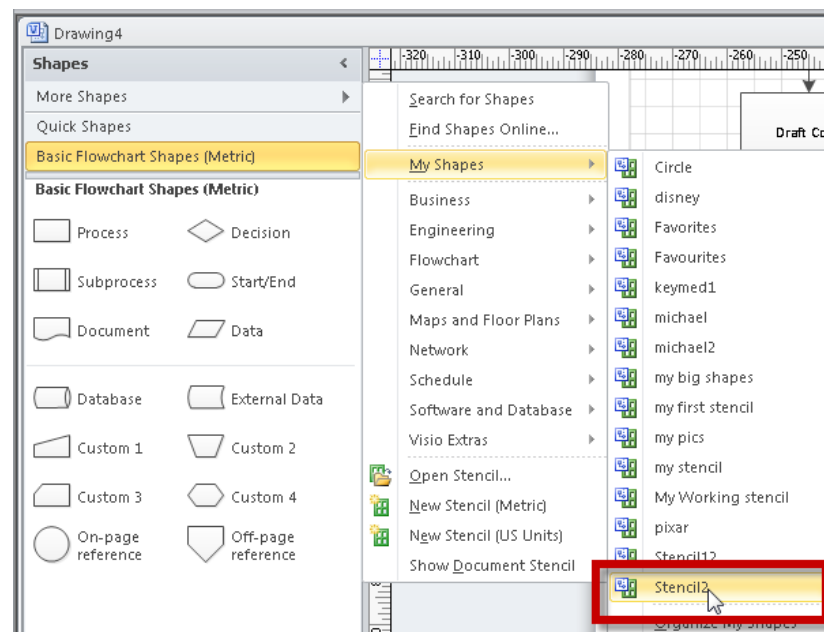 Drawing4
Shapes
More Shapes
Quick Shapes
Basic Flowchart Shapes (Metric)
Basic Flowchart Shapes (Metric)
Process
Decision
Subprocess
Start/End
Document
Data
Database
External Data
Custom 1
Custom 2
Custom 3
Custom 4
On-page
reference
Off-page
reference
-320 -310 -300 -290 -280 -270 -260 -250
Draft
Search for Shapes
Find Shapes Online...
My Shapes
Business
Engineering
Flowchart
General
Maps and Floor Plans
Network
Schedule
Software and Database
Visio Extras
Open Stencil...
New Stencil (Metric)
New Stencil (US Units)
Show Document Stencil
Circle
disney
Favorites
Favourites
keymed1
michael
michael2
my big shapes
my first stencil
my pics
my stencil
My Working stencil
pixar
Stencil12
Stencil2
Organize My Shapes